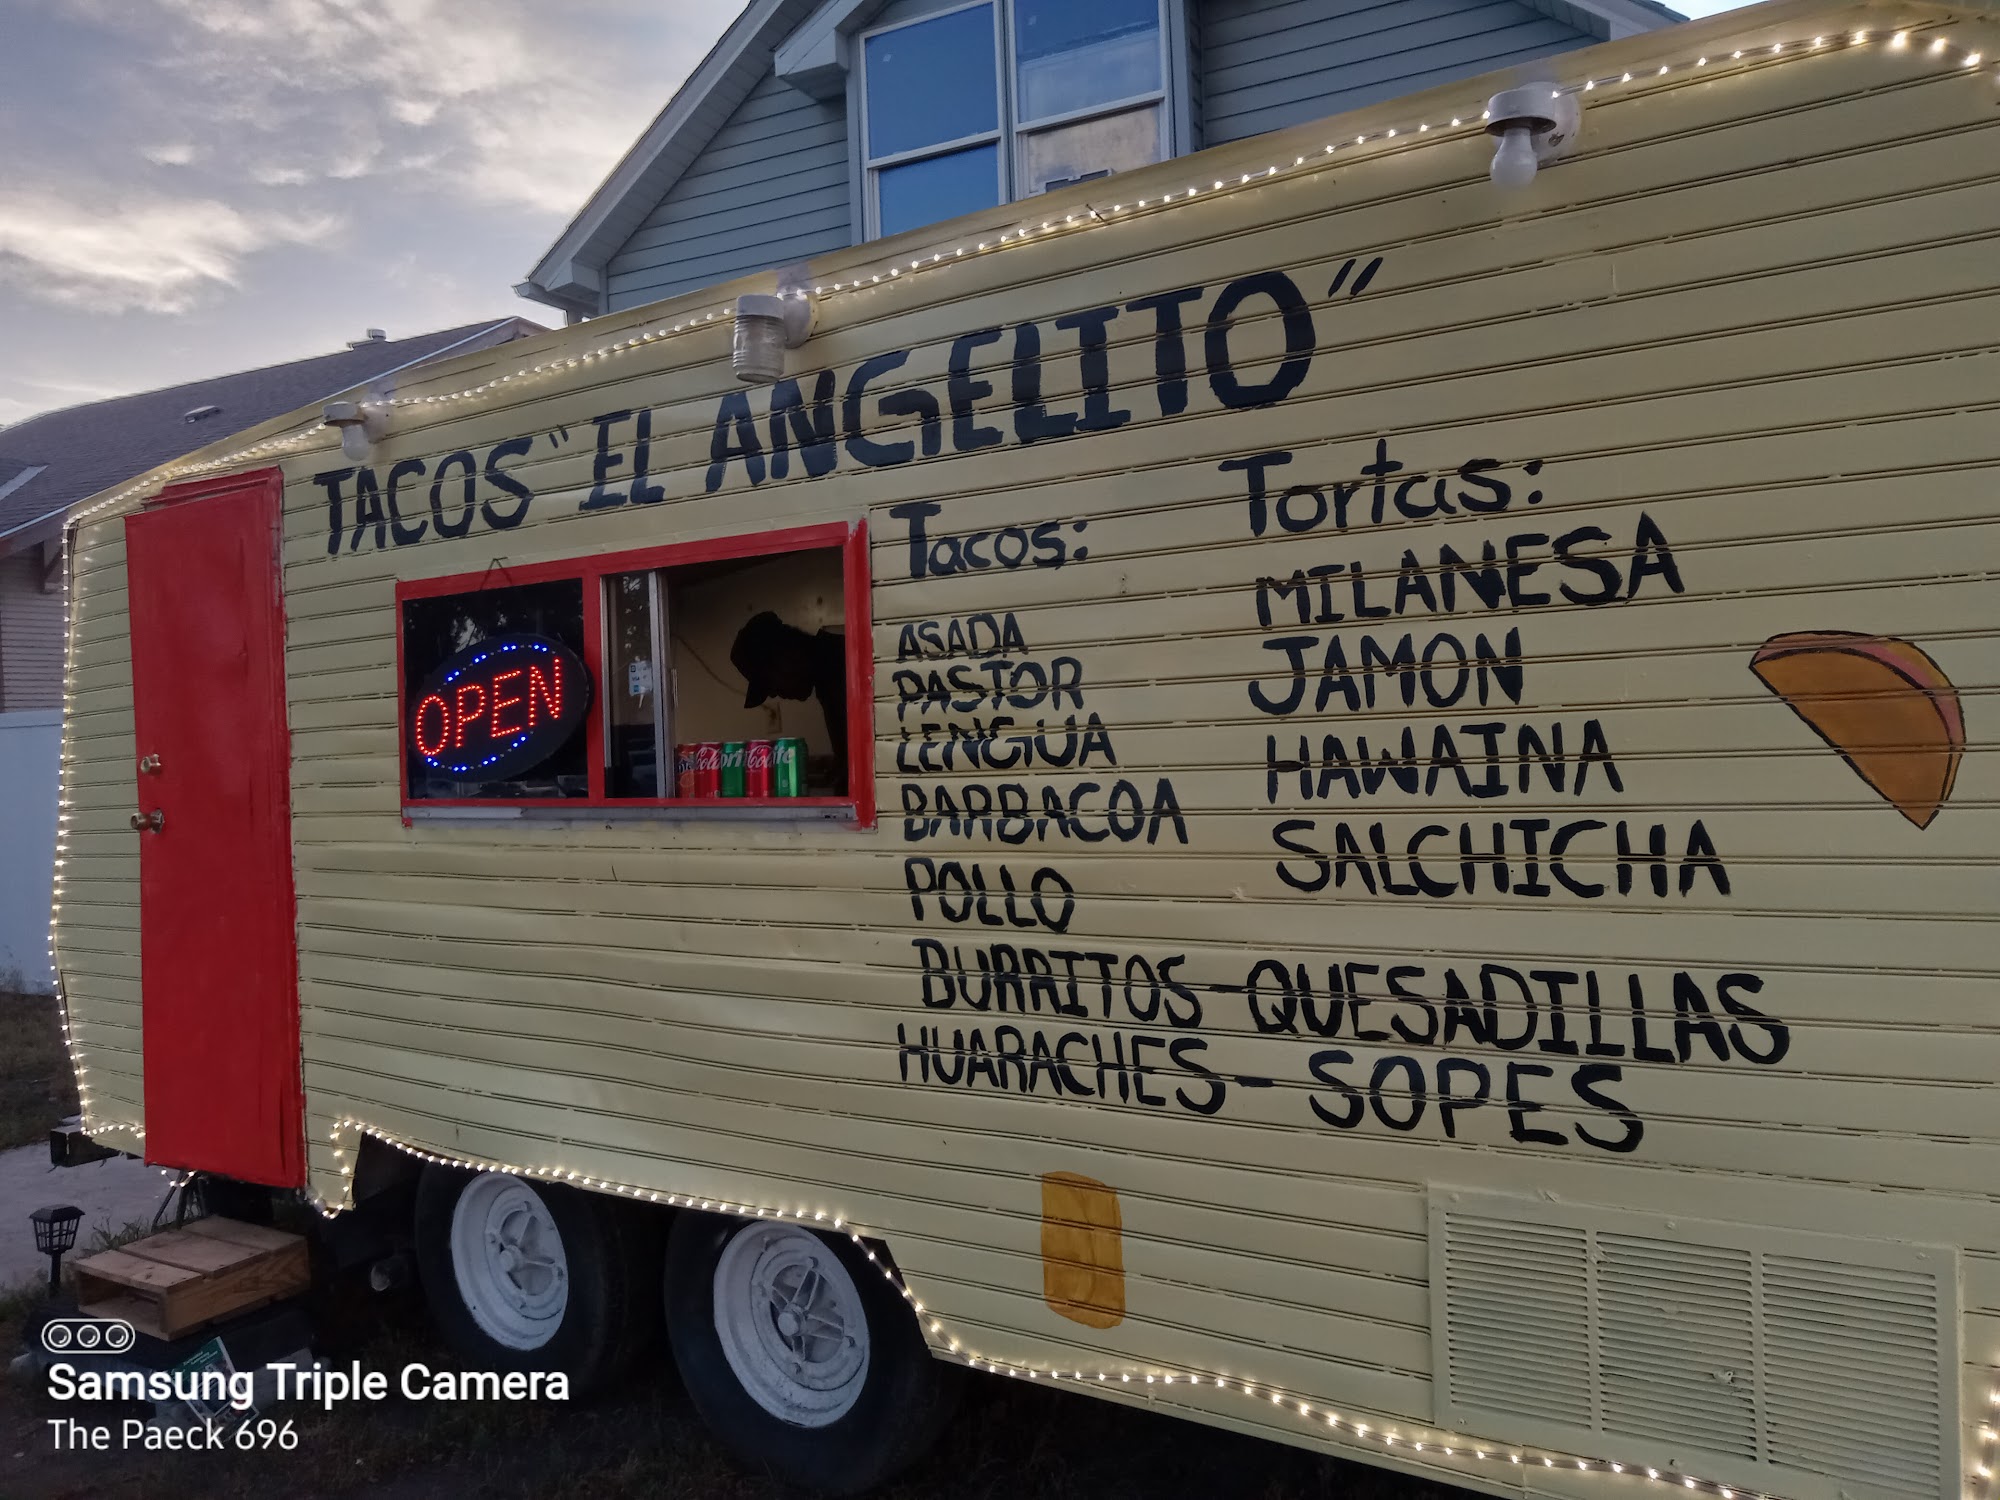 TACOS "EL ANGELITO"
OPEN
Tacos:
ASADA
PASTOR
LENGUA
BARBACOA
POLLO
Tortas:
MILANESA
JAMON
HAWAINA
SALCHICHA
BURRITOS-QUESADILLAS
HUARACHES-SOPES
Samsung Triple Camera
The Paeck 696